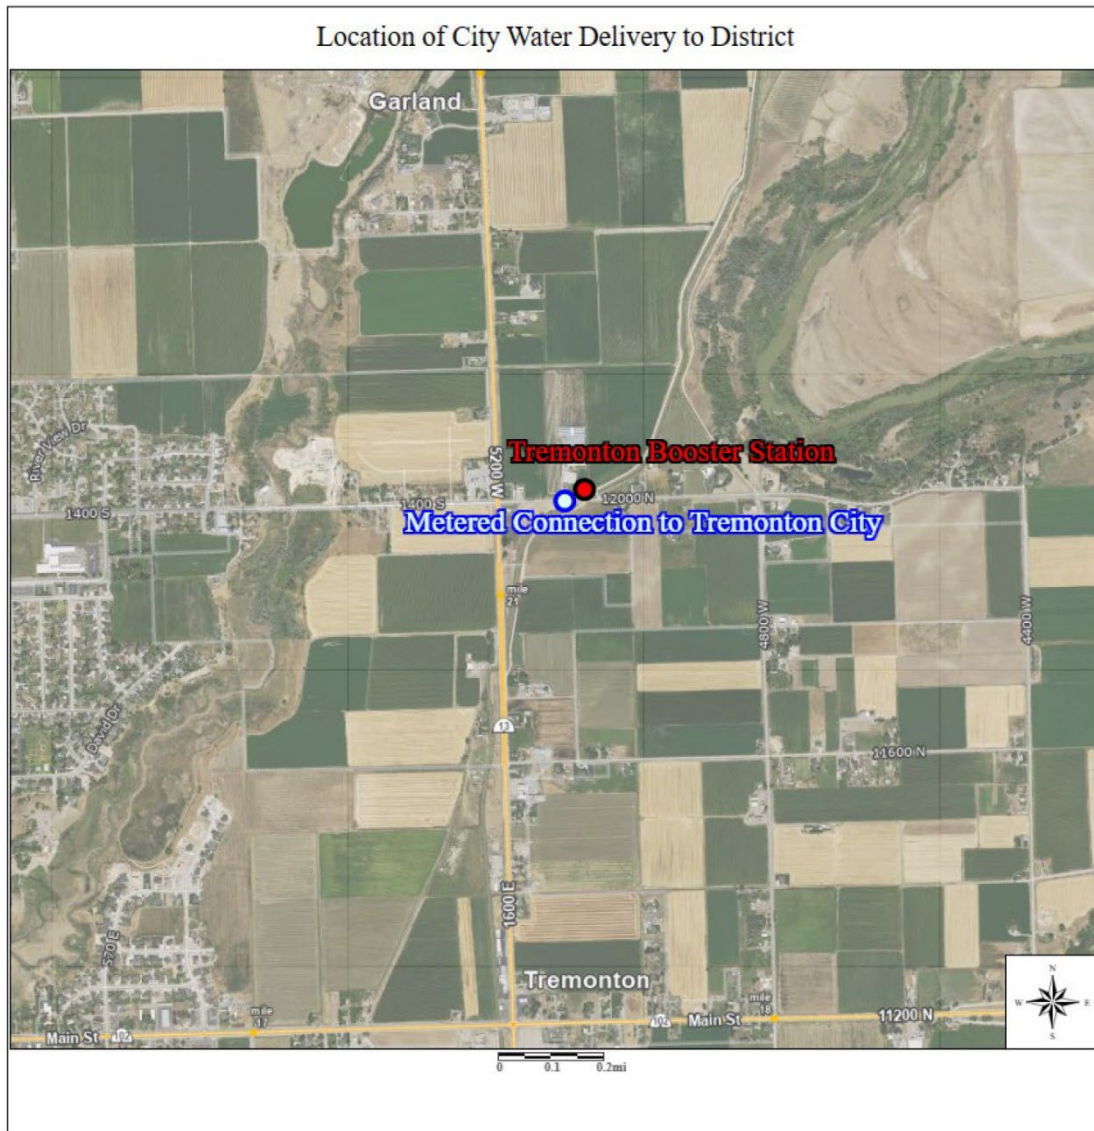 Location of City Water Delivery to District
Garland
River View Dr
5200 W
Tremonton Booster Station
1400 S
1400 S
12000 N
Metered Connection to Tremonton City
mile
21
4800 W
4400 W
David Dr
13
11600 N
1600 E
570 E
Tremonton
mile
17
mile
18
Main St
102
102
Main St
11200 N
N
W
E
S
0 0.1 0.2mi